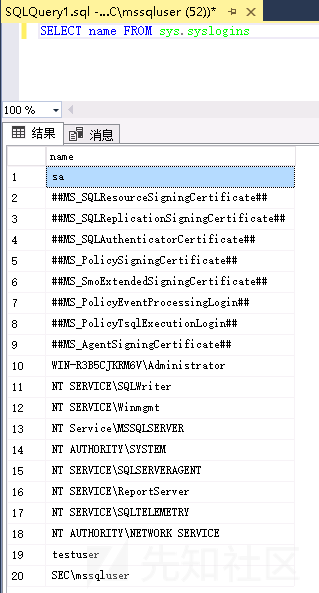 SQLQuery1.sql -...C\mssqluser (52))*
SELECT name FROM sys.syslogins
100 %
结果 消息
name
1 sa
2 ##MS_SQLResourceSigningCertificate##
3 ##MS_SQLReplicationSigningCertificate##
4 ##MS_SQLAuthenticatorCertificate##
5 ##MS_PolicySigningCertificate##
6 ##MS_SmoExtendedSigningCertificate##
7 ##MS_PolicyEventProcessingLogin##
8 ##MS_PolicyTsqlExecutionLogin##
9 ##MS_AgentSigningCertificate##
10 WIN-R3B5CJKRM6V\Administrator
11 NT SERVICE\SQLWriter
12 NT SERVICE\Winmgmt
13 NT Service\MSSQLSERVER
14 NT AUTHORITY\SYSTEM
15 NT SERVICE\SQLSERVERAGENT
16 NT SERVICE\ReportServer
17 NT SERVICE\SQLTELEMETRY
18 NT AUTHORITY\NETWORK SERVICE
19 testuser
20 SEC\mssqluser
先知社区